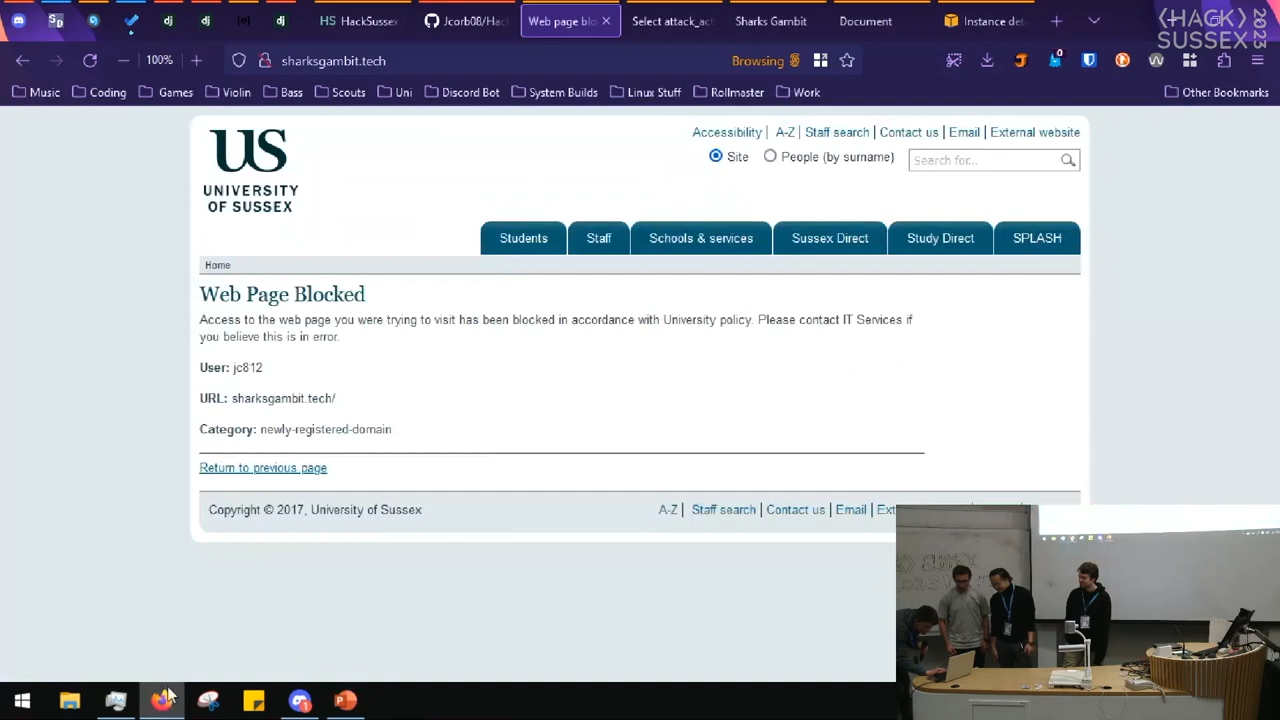 HackSussex
Jcorb08/Hac
Web page blo
Select attack_act
Sharks Gambit
Document
Instance det
<HACK>
SUSSEX
2023
100%
sharksgambit.tech
Browsing
0
Music
Coding
Games
Violin
Bass
Scouts
Uni
Discord Bot
System Builds
Linux Stuff
Rollmaster
Work
Other Bookmarks
US
UNIVERSITY
OF SUSSEX
Accessibility | A-Z | Staff search | Contact us | Email | External website
Site People (by surname) Search for...
Students
Staff
Schools & services
Sussex Direct
Study Direct
SPLASH
Home
Web Page Blocked
Access to the web page you were trying to visit has been blocked in accordance with University policy. Please contact IT Services if
you believe this is in error.
User: jc812
URL: sharksgambit.tech/
Category: newly-registered-domain
Return to previous page
Copyright © 2017, University of Sussex
A-Z | Staff search | Contact us | Email | Ext